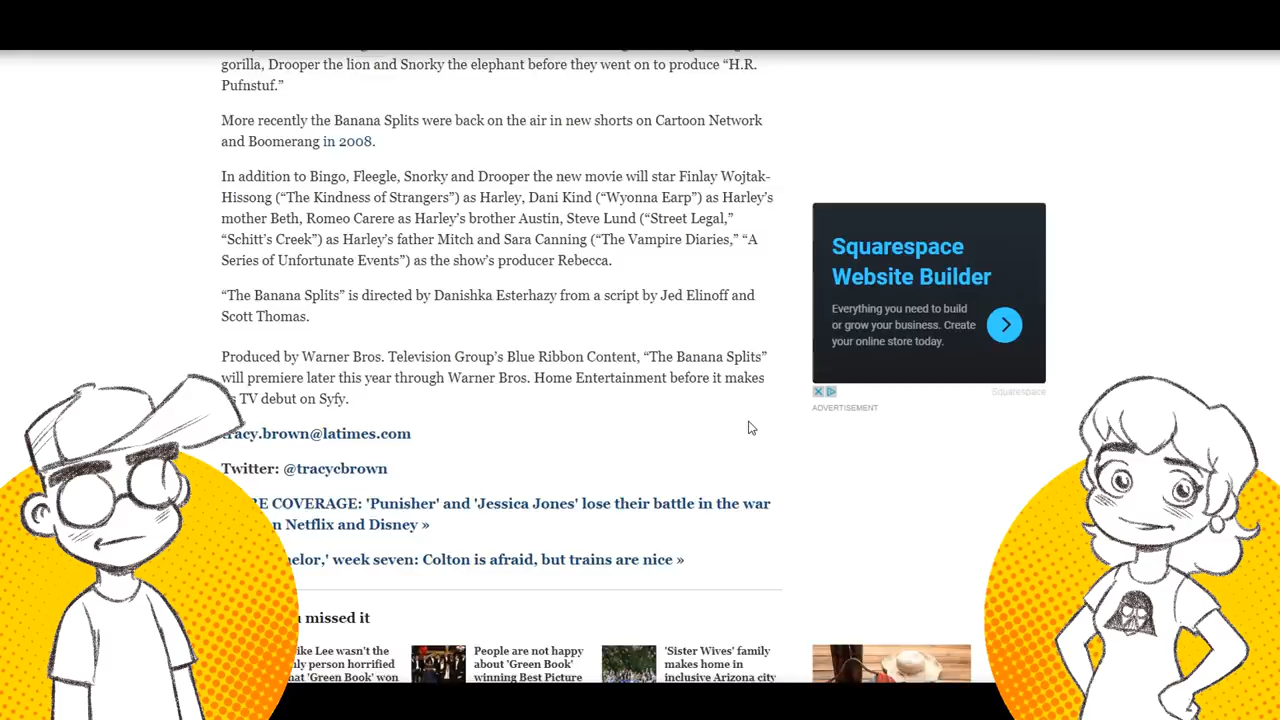 gorilla, Drooper the lion and Snorky the elephant before they went on to produce “H.R.
Pufnstuf.”
More recently the Banana Splits were back on the air in new shorts on Cartoon Network
and Boomerang in 2008.
In addition to Bingo, Fleegle, Snorky and Drooper the new movie will star Finlay Wojtak-
Hissong (“The Kindness of Strangers”) as Harley, Dani Kind (“Wyonna Earp”) as Harley’s
mother Beth, Romeo Carere as Harley’s brother Austin, Steve Lund (“Street Legal,”
“Schitt’s Creek”) as Harley’s father Mitch and Sara Canning (“The Vampire Diaries,” “A
Series of Unfortunate Events”) as the show’s producer Rebecca.
“The Banana Splits” is directed by Danishka Esterhazy from a script by Jed Elinoff and
Scott Thomas.
Produced by Warner Bros. Television Group’s Blue Ribbon Content, “The Banana Splits”
will premiere later this year through Warner Bros. Home Entertainment before it makes
TV debut on Syfy.
tracy.brown@latimes.com
Twitter: @tracycbrown
COVERAGE: 'Punisher' and 'Jessica Jones' lose their battle in the war
Netflix and Disney »
week seven: Colton is afraid, but trains are nice »
missed it
Lee wasn't the
person horrified
'Green Book' won
People are not happy
about 'Green Book'
winning Best Picture
'Sister Wives' family
makes home in
inclusive Arizona city
Squarespace
Website Builder
Everything you need to build
or grow your business. Create
your online store today.
Squarespace
ADVERTISEMENT